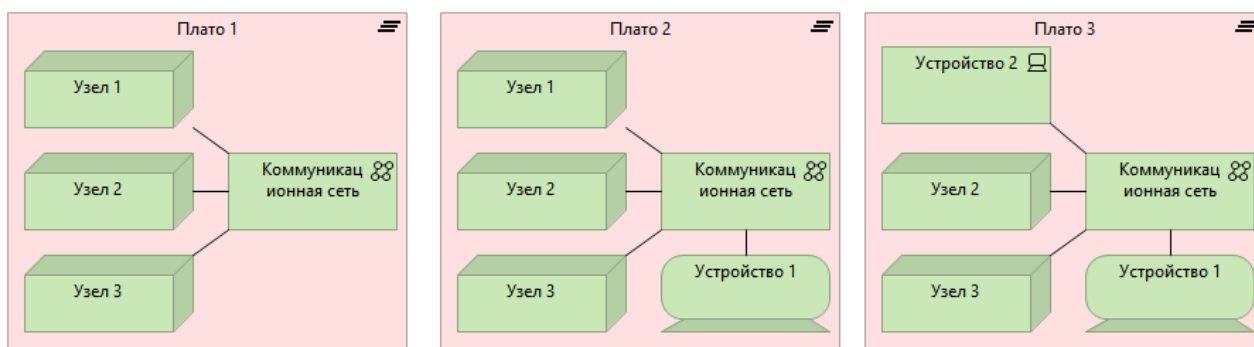 Плато 1
Узел 1
Узел 2
Коммуникац
ионная сеть
Узел 3
Плато 2
Узел 1
Узел 2
Коммуникац
ионная сеть
Узел 3
Устройство 1
Плато 3
Устройство 2
Узел 2
Коммуникац
ионная сеть
Узел 3
Устройство 1